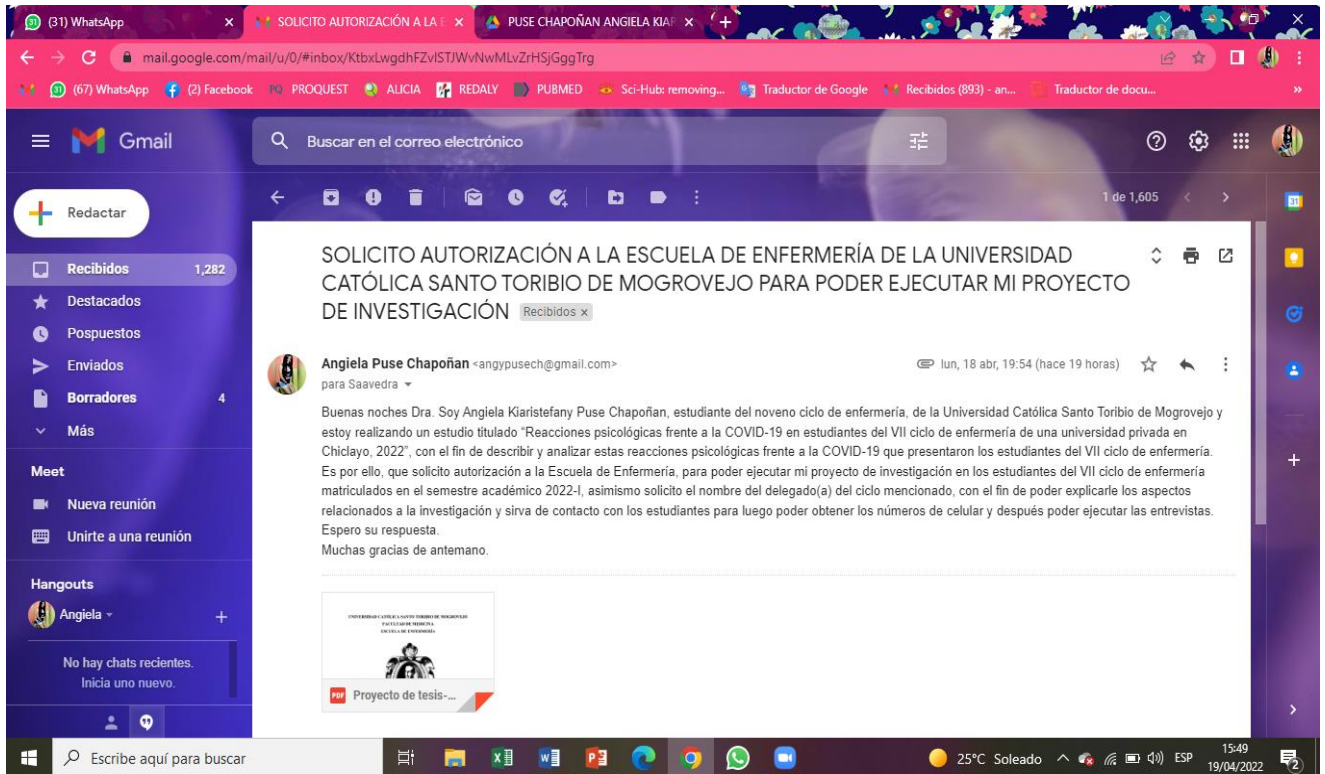 (31) WhatsApp
SOLICITO AUTORIZACIÓN A LA E
PUSE CHAPOÑAN ANGIELA KIAR
mail.google.com/mail/u/0/#inbox/KtbxLwgdhFZvlSTJWvNwMLvZrHSjGggTrg
(67) WhatsApp (2) Facebook PROQUEST ALICIA REDALY PUBMED Sci-Hub: removing... Traductor de Google Recibidos (893) - an... Traductor de docu... »
Gmail
Buscar en el correo electrónico
Redactar
1 de 1,605
31
Recibidos 1,282
Destacados
Pospuestos
Enviados
Borradores 4
Más
Meet
Nueva reunión
Unirte a una reunión
Hangouts
Angiela
No hay chats recientes.
Inicia uno nuevo.
SOLICITO AUTORIZACIÓN A LA ESCUELA DE ENFERMERÍA DE LA UNIVERSIDAD
CATÓLICA SANTO TORIBIO DE MOGROVEJO PARA PODER EJECUTAR MI PROYECTO
DE INVESTIGACIÓN Recibidos x
Angiela Puse Chapoñan <angypusech@gmail.com> lun, 18 abr, 19:54 (hace 19 horas)
para Saavedra
Buenas noches Dra. Soy Angiela Kiaristefany Puse Chapoñan, estudiante del noveno ciclo de enfermería, de la Universidad Católica Santo Toribio de Mogrovejo y
estoy realizando un estudio titulado “Reacciones psicológicas frente a la COVID-19 en estudiantes del VII ciclo de enfermería de una universidad privada en
Chiclayo, 2022”, con el fin de describir y analizar estas reacciones psicológicas frente a la COVID-19 que presentaron los estudiantes del VII ciclo de enfermería.
Es por ello, que solicito autorización a la Escuela de Enfermería, para poder ejecutar mi proyecto de investigación en los estudiantes del VII ciclo de enfermería
matriculados en el semestre académico 2022-I, asimismo solicito el nombre del delegado(a) del ciclo mencionado, con el fin de poder explicarle los aspectos
relacionados a la investigación y sirva de contacto con los estudiantes para luego poder obtener los números de celular y después poder ejecutar las entrevistas.
Espero su respuesta.
Muchas gracias de antemano.
UNIVERSIDAD CATÓLICA SANTO TORIBIO DE MOGROVEJO
FACULTAD DE MEDICINA
ESCUELA DE ENFERMERÍA
PDF Proyecto de tesis-...
Escribe aquí para buscar
25°C Soleado
ESP
15:49
19/04/2022
2